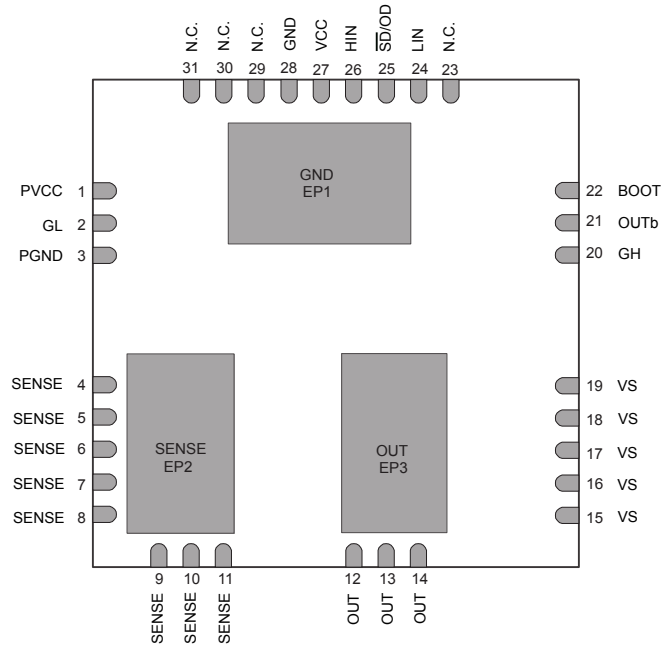 N.C.
N.C.
N.C.
GND
VCC
HIN
S̅D̅/OD
LIN
N.C.
31 30 29 28 27 26 25 24 23
GND
EP1
PVCC 1
GL 2
PGND 3
22 BOOT
21 OUTb
20 GH
SENSE 4
SENSE 5
SENSE 6
SENSE 7
SENSE 8
SENSE
EP2
OUT
EP3
19 VS
18 VS
17 VS
16 VS
15 VS
9 10 11 12 13 14
SENSE
SENSE
SENSE
OUT
OUT
OUT